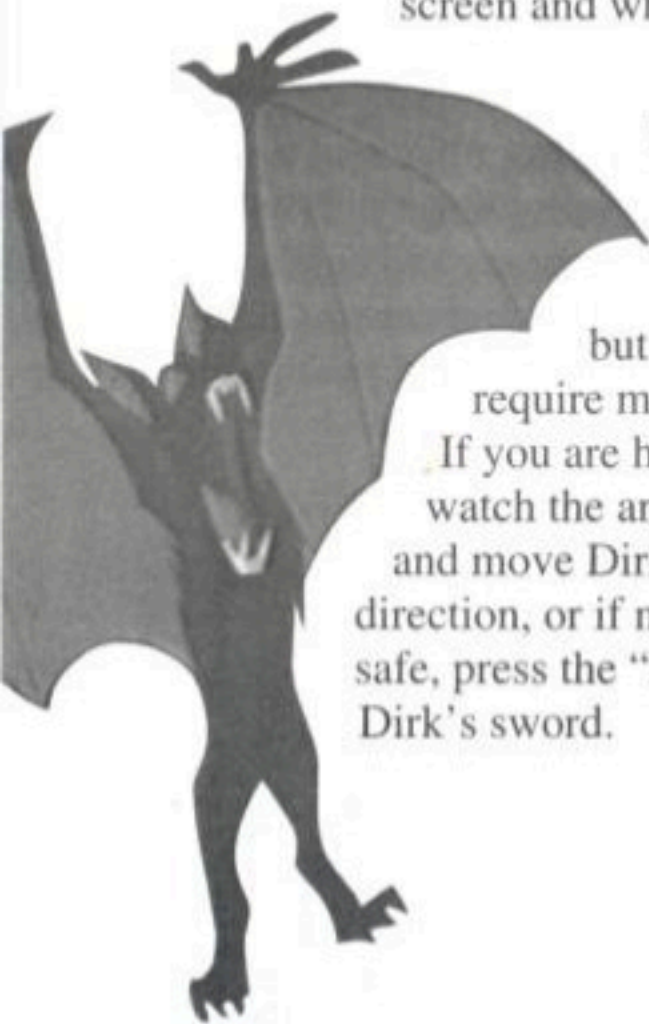 screen and w
but
require m
If you are h
watch the ar
and move Dir
direction, or if n
safe, press the “
Dirk’s sword.